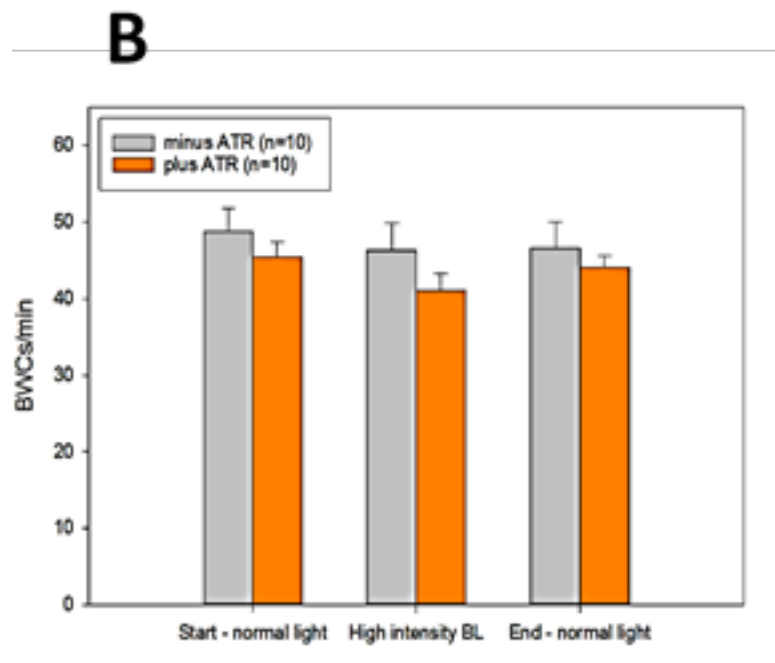 B
60
50
40
30
20
10
0
BWCs/min
minus ATR (n=10)
plus ATR (n=10)
Start - normal light
High intensity BL
End - normal light